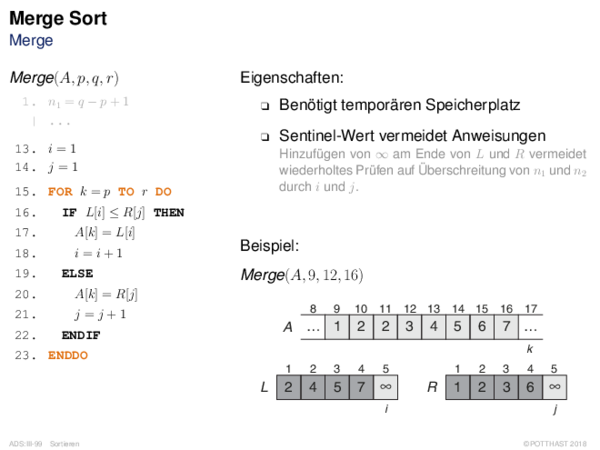 Merge Sort
Merge
Merge(A, p, q, r)
1. n₁ = q − p + 1
| ...
13. i = 1
14. j = 1
15. FOR k = p TO r DO
16. IF L[i] ≤ R[j] THEN
17. A[k] = L[i]
18. i = i + 1
19. ELSE
20. A[k] = R[j]
21. j = j + 1
22. ENDIF
23. ENDDO
Eigenschaften:
❑ Benötigt temporären Speicherplatz
❑ Sentinel-Wert vermeidet Anweisungen
Hinzufügen von ∞ am Ende von L und R vermeidet
wiederholtes Prüfen auf Überschreitung von n₁ und n₂
durch i und j.
Beispiel:
Merge(A, 9, 12, 16)
8 9 10 11 12 13 14 15 16 17
A ... 1 2 2 3 4 5 6 7 ...
k
1 2 3 4 5
L 2 4 5 7 ∞
i
1 2 3 4 5
R 1 2 3 6 ∞
j
ADS:III-99 Sortieren
© POTTHAST 2018